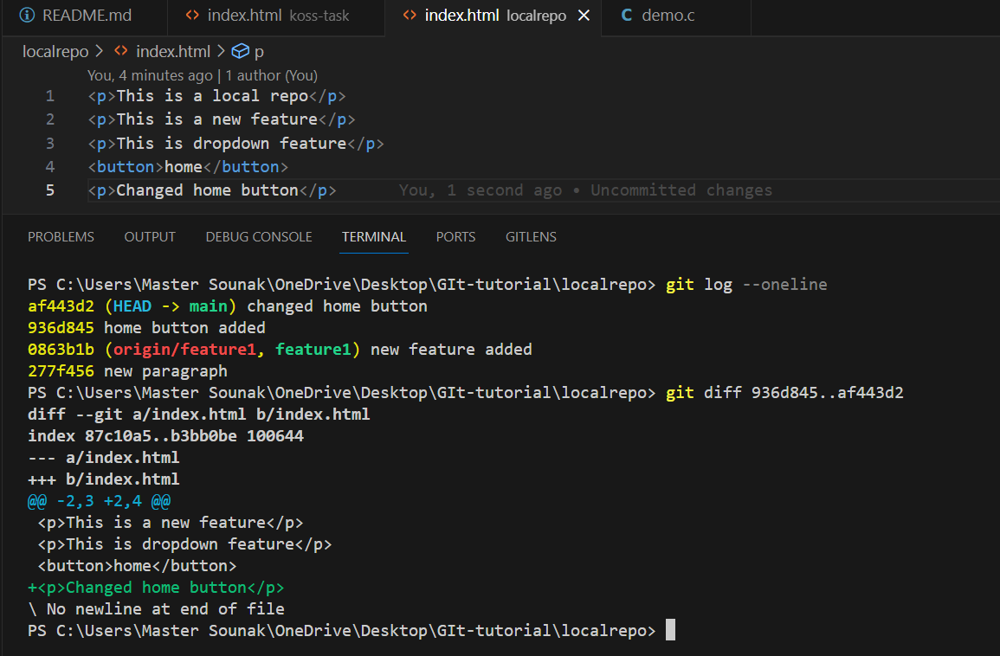 README.md index.html koss-task index.html localrepo C demo.c
localrepo > index.html > p
You, 4 minutes ago | 1 author (You)
1 <p>This is a local repo</p>
2 <p>This is a new feature</p>
3 <p>This is dropdown feature</p>
4 <button>home</button>
5 <p>Changed home button</p> You, 1 second ago • Uncommitted changes
PROBLEMS OUTPUT DEBUG CONSOLE TERMINAL PORTS GITLENS
PS C:\Users\Master Sounak\OneDrive\Desktop\GIt-tutorial\localrepo> git log --oneline
af443d2 (HEAD -> main) changed home button
936d845 home button added
0863b1b (origin/feature1, feature1) new feature added
277f456 new paragraph
PS C:\Users\Master Sounak\OneDrive\Desktop\GIt-tutorial\localrepo> git diff 936d845..af443d2
diff --git a/index.html b/index.html
index 87c10a5..b3bb0be 100644
--- a/index.html
+++ b/index.html
@@ -2,3 +2,4 @@
<p>This is a new feature</p>
<p>This is dropdown feature</p>
<button>home</button>
+<p>Changed home button</p>
\ No newline at end of file
PS C:\Users\Master Sounak\OneDrive\Desktop\GIt-tutorial\localrepo>